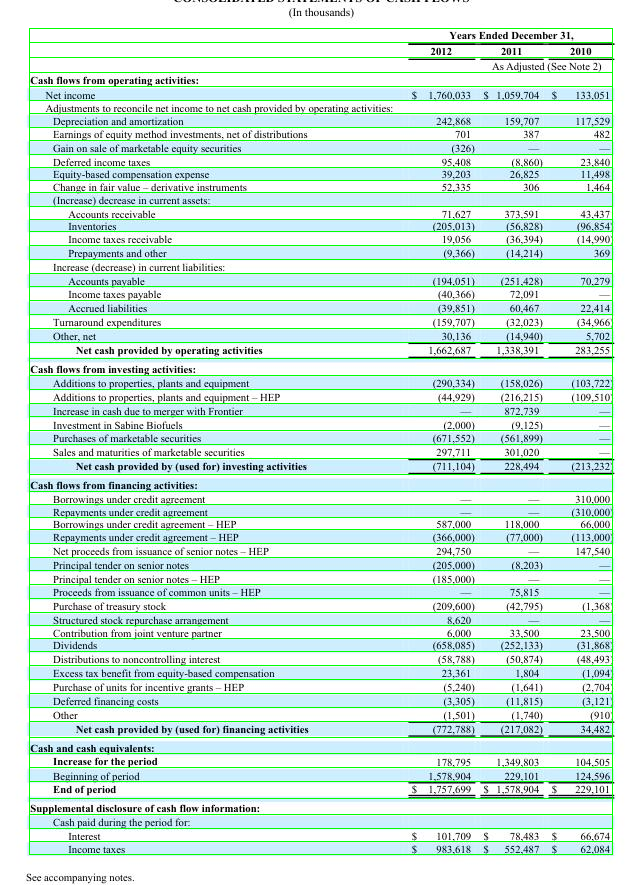 (In thousands)
Years Ended December 31,
2012 2011 2010
As Adjusted (See Note 2)
Cash flows from operating activities:
Net income $ 1,760,033 $ 1,059,704 $ 133,051
Adjustments to reconcile net income to net cash provided by operating activities:
Depreciation and amortization 242,868 159,707 117,529
Earnings of equity method investments, net of distributions 701 387 482
Gain on sale of marketable equity securities (326) — —
Deferred income taxes 95,408 (8,860) 23,840
Equity-based compensation expense 39,203 26,825 11,498
Change in fair value – derivative instruments 52,335 306 1,464
(Increase) decrease in current assets:
Accounts receivable 71,627 373,591 43,437
Inventories (205,013) (56,828) (96,854)
Income taxes receivable 19,056 (36,394) (14,990)
Prepayments and other (9,366) (14,214) 369
Increase (decrease) in current liabilities:
Accounts payable (194,051) (251,428) 70,279
Income taxes payable (40,366) 72,091 —
Accrued liabilities (39,851) 60,467 22,414
Turnaround expenditures (159,707) (32,023) (34,966)
Other, net 30,136 (14,940) 5,702
Net cash provided by operating activities 1,662,687 1,338,391 283,255
Cash flows from investing activities:
Additions to properties, plants and equipment (290,334) (158,026) (103,722)
Additions to properties, plants and equipment – HEP (44,929) (216,215) (109,510)
Increase in cash due to merger with Frontier — 872,739 —
Investment in Sabine Biofuels (2,000) (9,125) —
Purchases of marketable securities (671,552) (561,899) —
Sales and maturities of marketable securities 297,711 301,020 —
Net cash provided by (used for) investing activities (711,104) 228,494 (213,232)
Cash flows from financing activities:
Borrowings under credit agreement — — 310,000
Repayments under credit agreement — — (310,000)
Borrowings under credit agreement – HEP 587,000 118,000 66,000
Repayments under credit agreement – HEP (366,000) (77,000) (113,000)
Net proceeds from issuance of senior notes – HEP 294,750 — 147,540
Principal tender on senior notes (205,000) (8,203) —
Principal tender on senior notes – HEP (185,000) — —
Proceeds from issuance of common units – HEP — 75,815 —
Purchase of treasury stock (209,600) (42,795) (1,368)
Structured stock repurchase arrangement 8,620 — —
Contribution from joint venture partner 6,000 33,500 23,500
Dividends (658,085) (252,133) (31,868)
Distributions to noncontrolling interest (58,788) (50,874) (48,493)
Excess tax benefit from equity-based compensation 23,361 1,804 (1,094)
Purchase of units for incentive grants – HEP (5,240) (1,641) (2,704)
Deferred financing costs (3,305) (11,815) (3,121)
Other (1,501) (1,740) (910)
Net cash provided by (used for) financing activities (772,788) (217,082) 34,482
Cash and cash equivalents:
Increase for the period 178,795 1,349,803 104,505
Beginning of period 1,578,904 229,101 124,596
End of period $ 1,757,699 $ 1,578,904 $ 229,101
Supplemental disclosure of cash flow information:
Cash paid during the period for:
Interest $ 101,709 $ 78,483 $ 66,674
Income taxes $ 983,618 $ 552,487 $ 62,084
See accompanying notes.